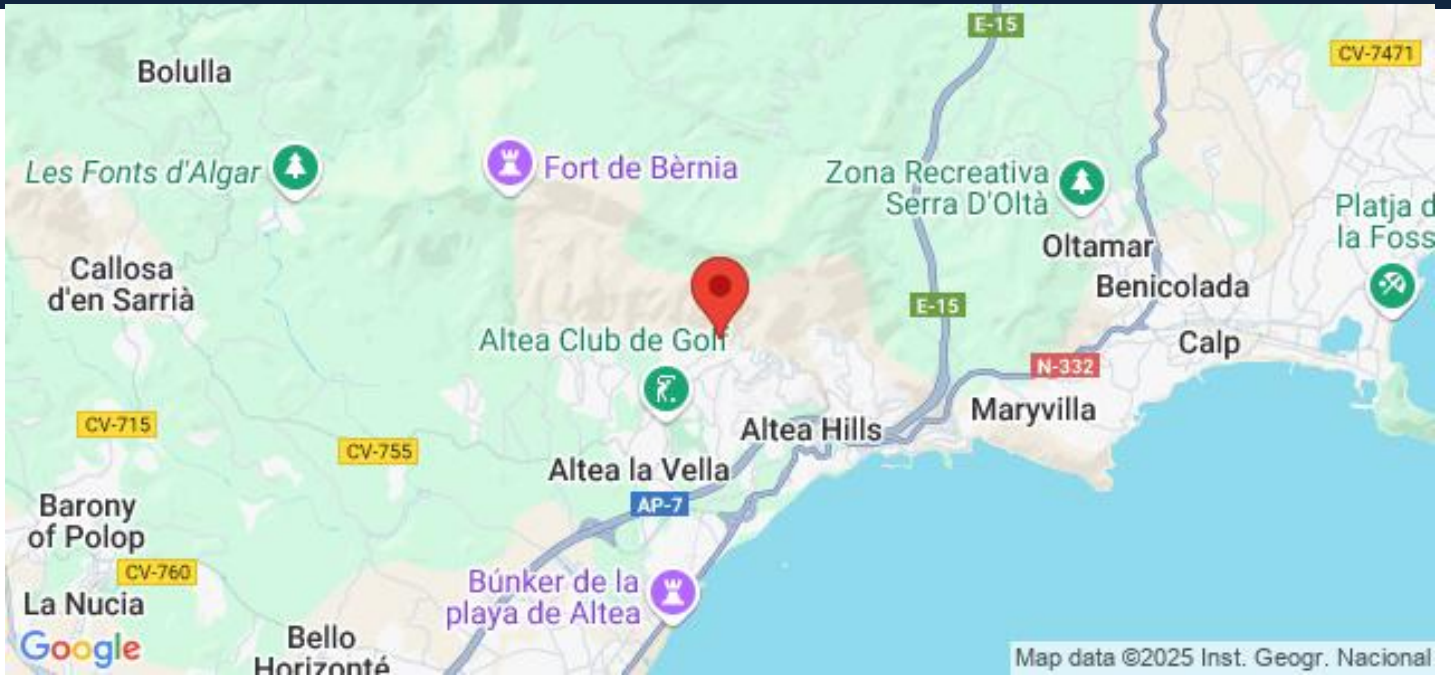 E-15
CV-7471
Bolulla
Les Fonts d'Algar
Fort de Bèrnia
Zona Recreativa
Serra D'Oltà
Platja d
la Foss
Oltamar
Callosa
d'en Sarrià
Benicolada
E-15
Altea Club de Golf
Calp
N-332
Maryvilla
CV-715
Altea Hills
CV-755
Altea la Vella
AP-7
Barony
of Polop
CV-760
Búnker de la
playa de Altea
La Nucia
Bello
Horizonté
Google
Map data ©2025 Inst. Geogr. Nacional